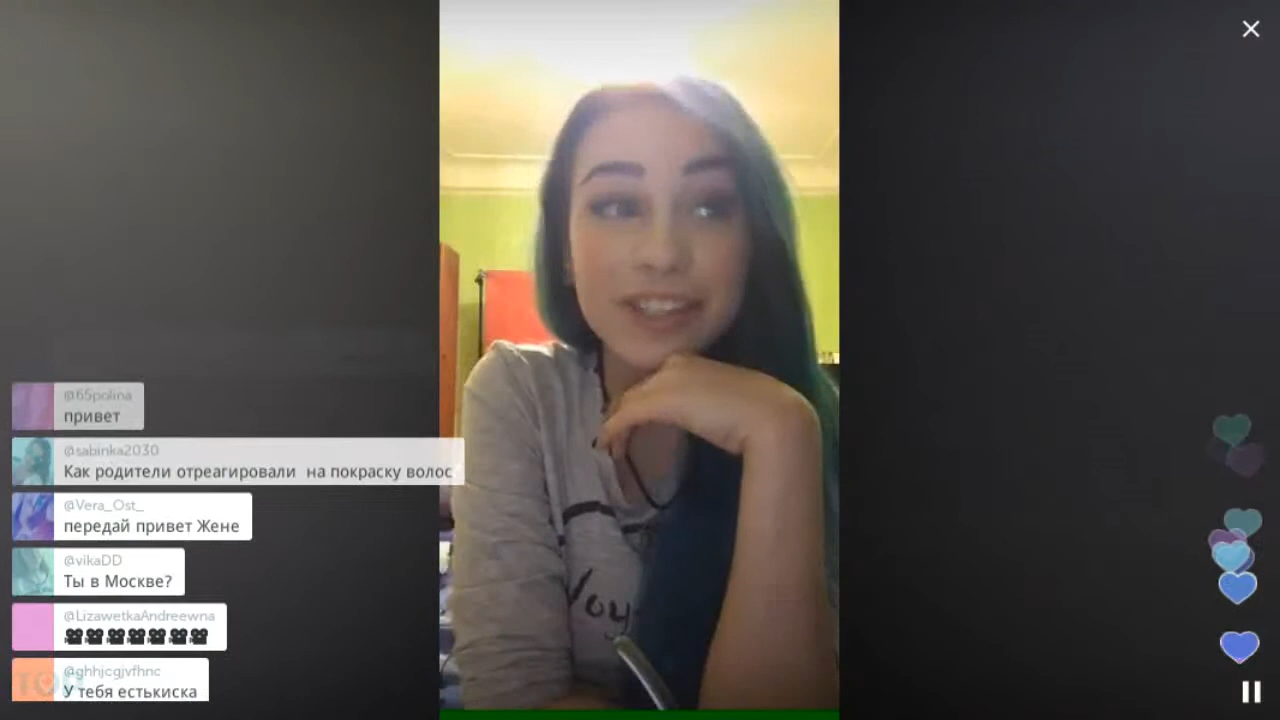 @65polina
привет
@sabinka2030
Как родители отреагировали на покраску волос
@Vera_Ost_
передай привет Жене
@vikaDD
Ты в Москве?
@LizawetkaAndreewna
🎥🎥🎥🎥🎥🎥🎥
@ghhjcgjvfhnc
У тебя естькиска
You